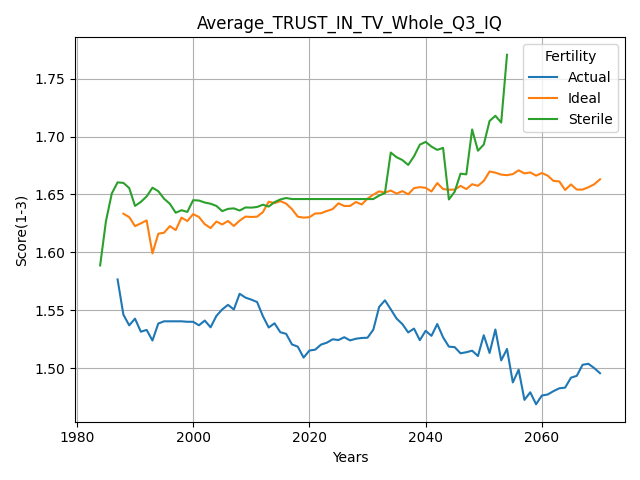 Average_TRUST_IN_TV_Whole_Q3_IQ
Fertility
Actual
Ideal
Sterile
Score(1-3)
1.75
1.70
1.65
1.60
1.55
1.50
1980
2000
2020
2040
2060
Years